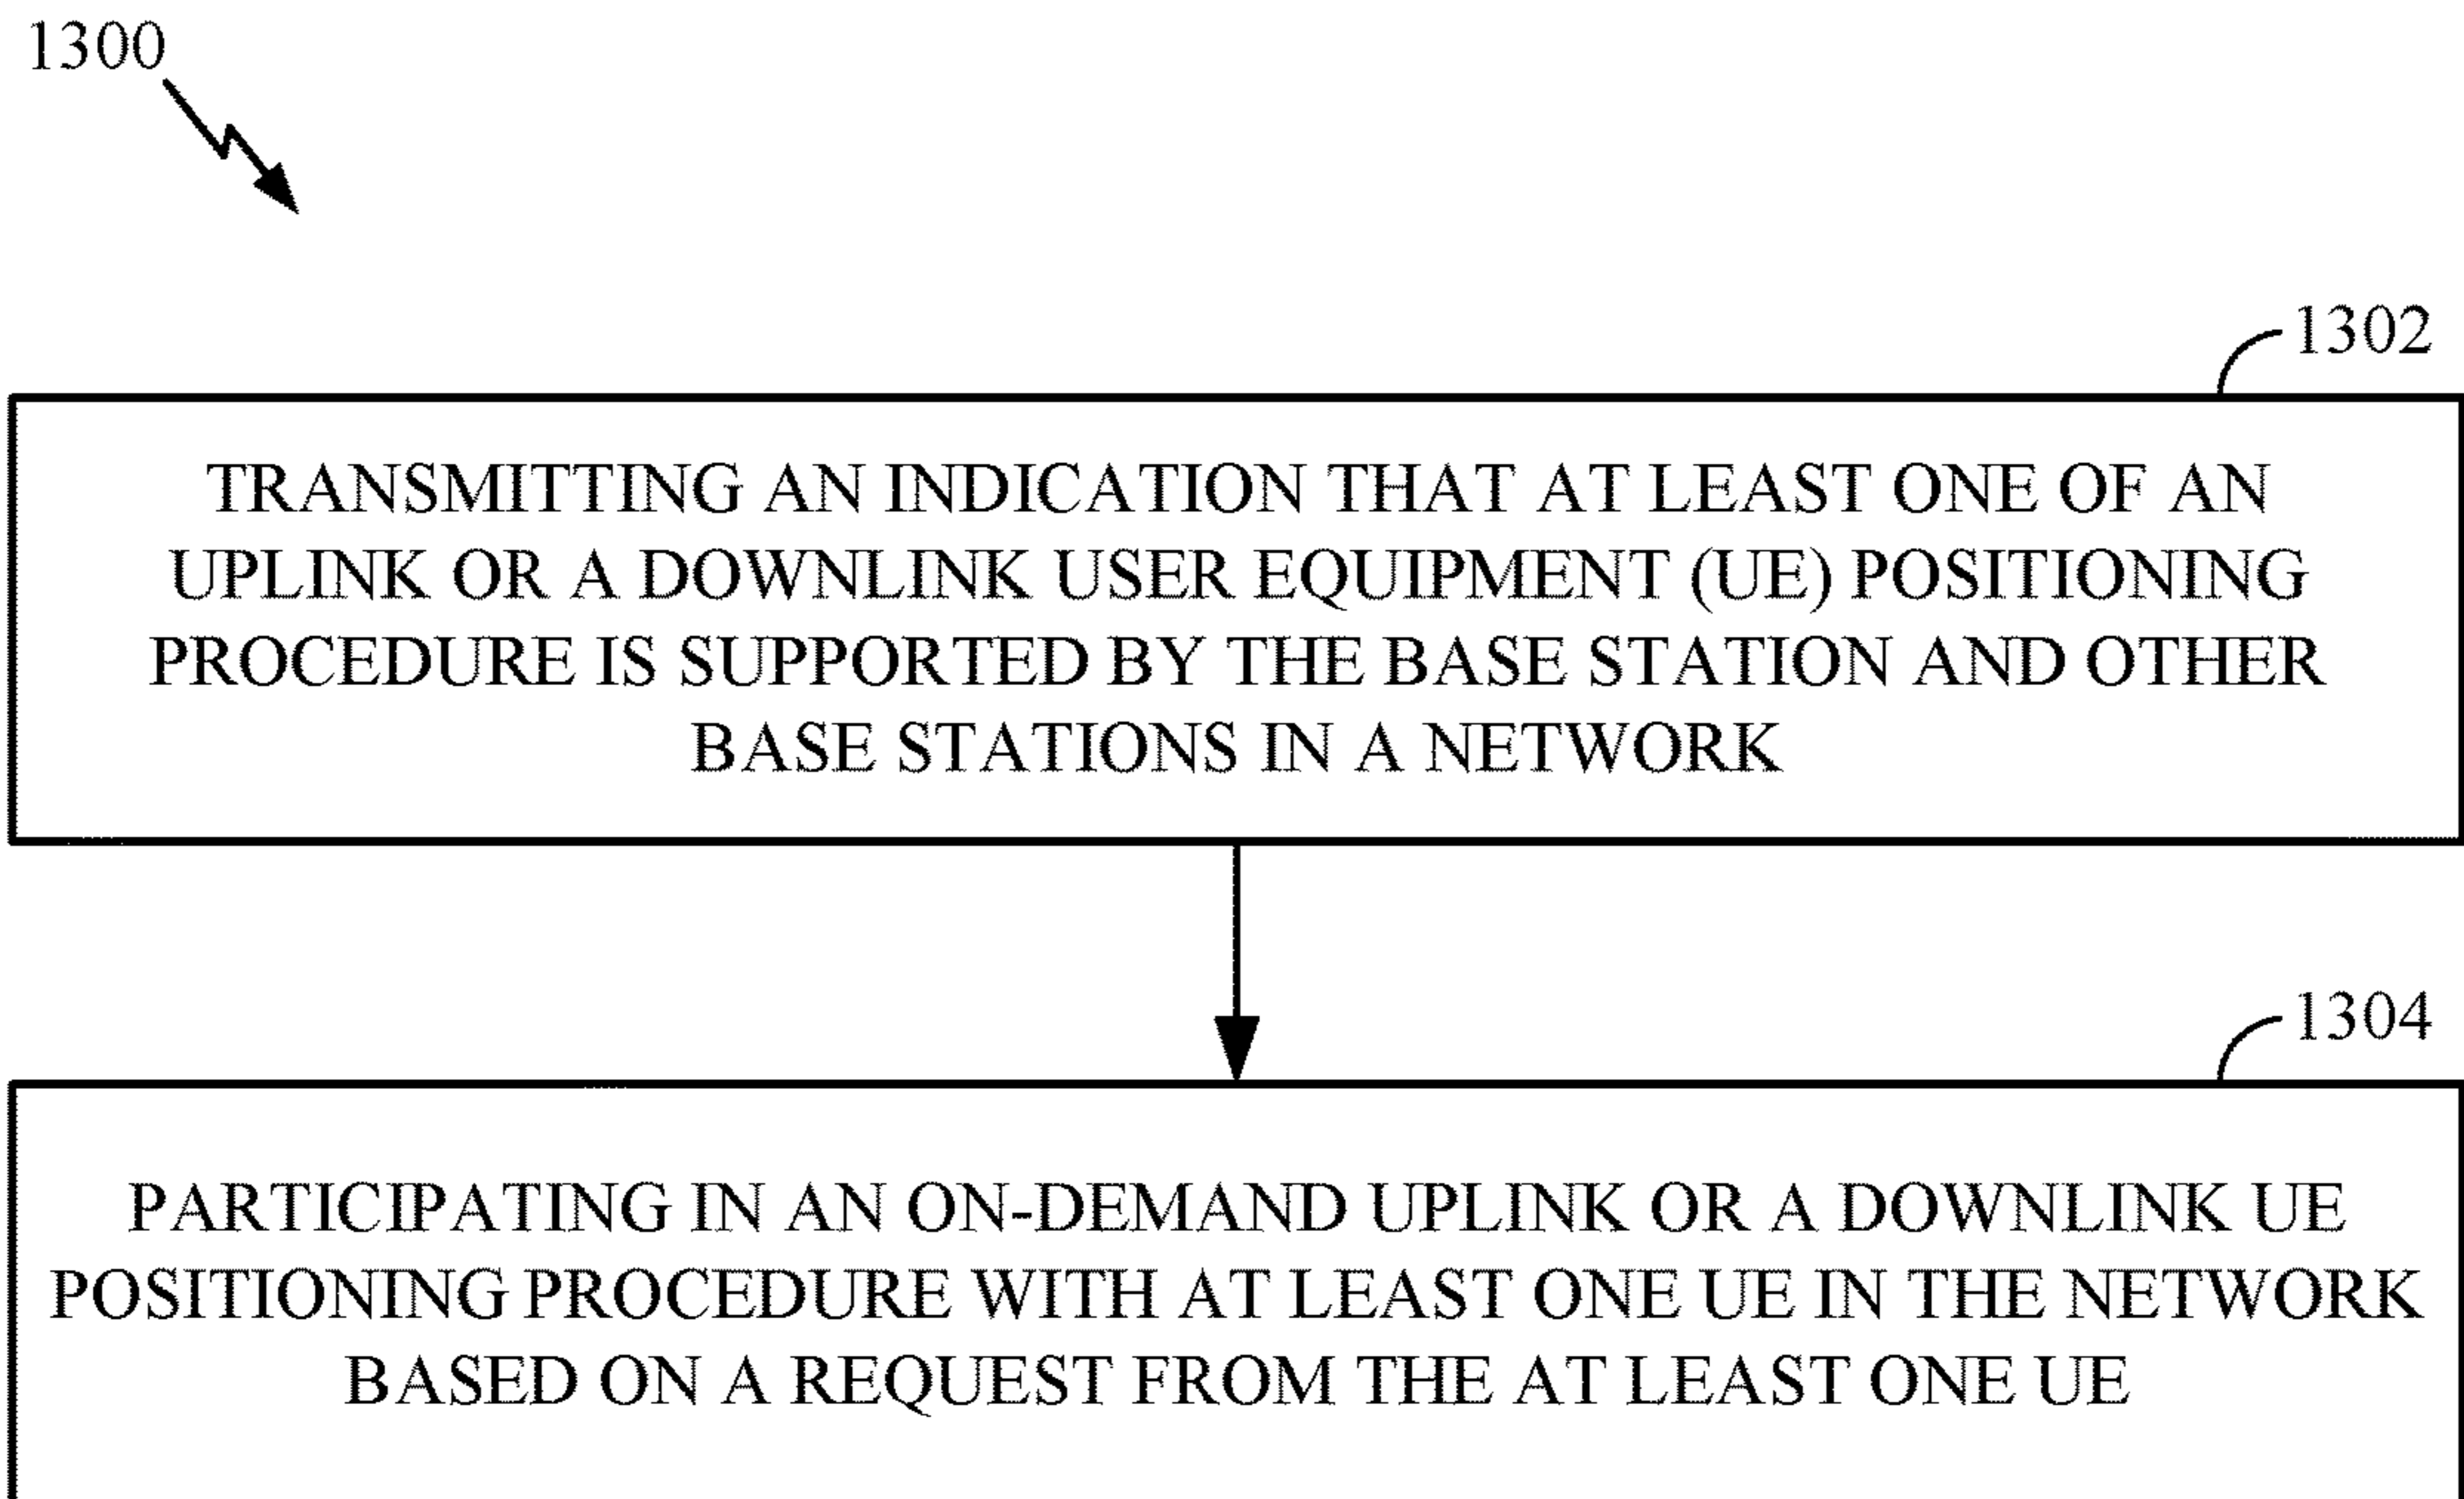 1300
1302
TRANSMITTING AN INDICATION THAT AT LEAST ONE OF AN
UPLINK OR A DOWNLINK USER EQUIPMENT (UE) POSITIONING
PROCEDURE IS SUPPORTED BY THE BASE STATION AND OTHER
BASE STATIONS IN A NETWORK
1304
PARTICIPATING IN AN ON-DEMAND UPLINK OR A DOWNLINK UE
POSITIONING PROCEDURE WITH AT LEAST ONE UE IN THE NETWORK
BASED ON A REQUEST FROM THE AT LEAST ONE UE